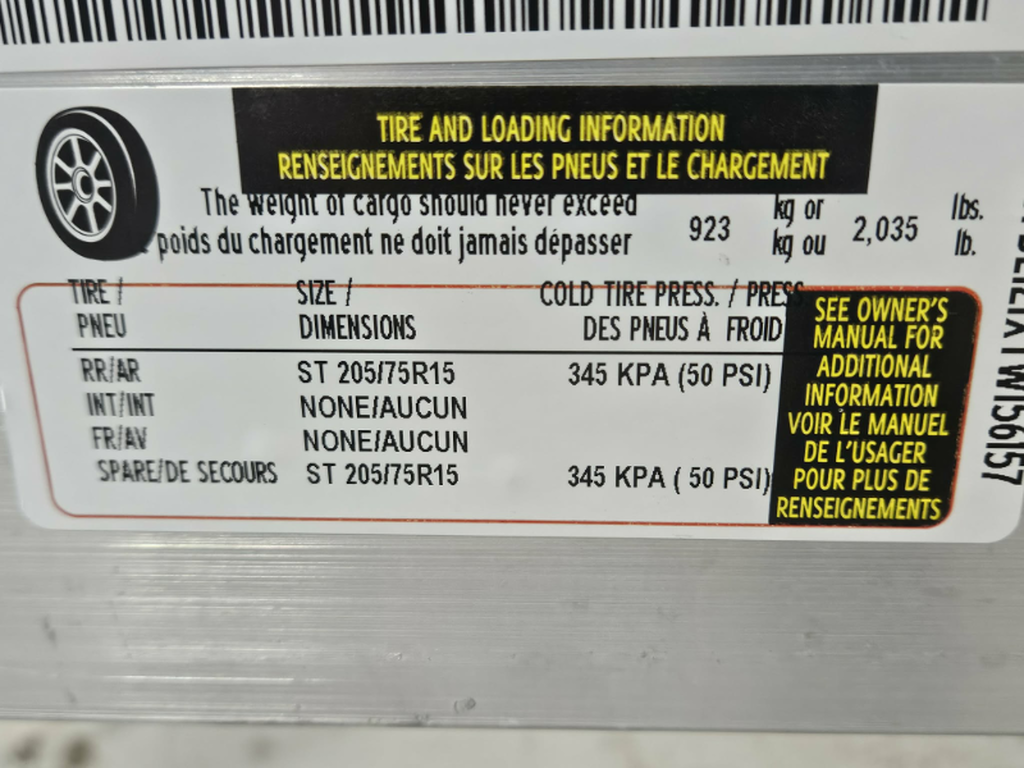 TIRE AND LOADING INFORMATION
RENSEIGNEMENTS SUR LES PNEUS ET LE CHARGEMENT
The weight of cargo should never exceed 923 kg or 2,035 lbs.
poids du chargement ne doit jamais dépasser kg ou lb.
TIRE / SIZE / COLD TIRE PRESS. / PRESS.
PNEU DIMENSIONS DES PNEUS À FROID
RR/AR ST 205/75R15 345 KPA (50 PSI)
INT/INT NONE/AUCUN
FR/AV NONE/AUCUN
SPARE/DE SECOURS ST 205/75R15 345 KPA ( 50 PSI)
SEE OWNER'S
MANUAL FOR
ADDITIONAL
INFORMATION
VOIR LE MANUEL
DE L'USAGER
POUR PLUS DE
RENSEIGNEMENTS